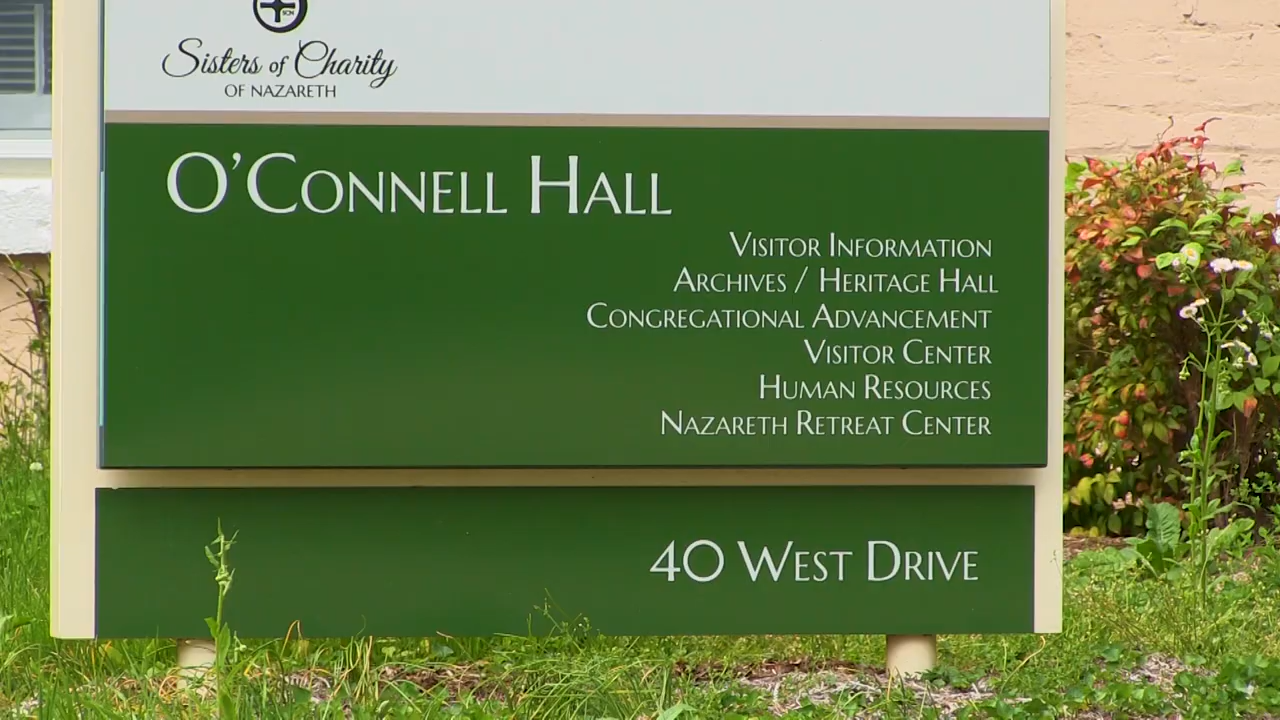 SCN
Sisters of Charity
OF NAZARETH
O'CONNELL HALL
VISITOR INFORMATION
ARCHIVES / HERITAGE HALL
CONGREGATIONAL ADVANCEMENT
VISITOR CENTER
HUMAN RESOURCES
NAZARETH RETREAT CENTER
40 WEST DRIVE